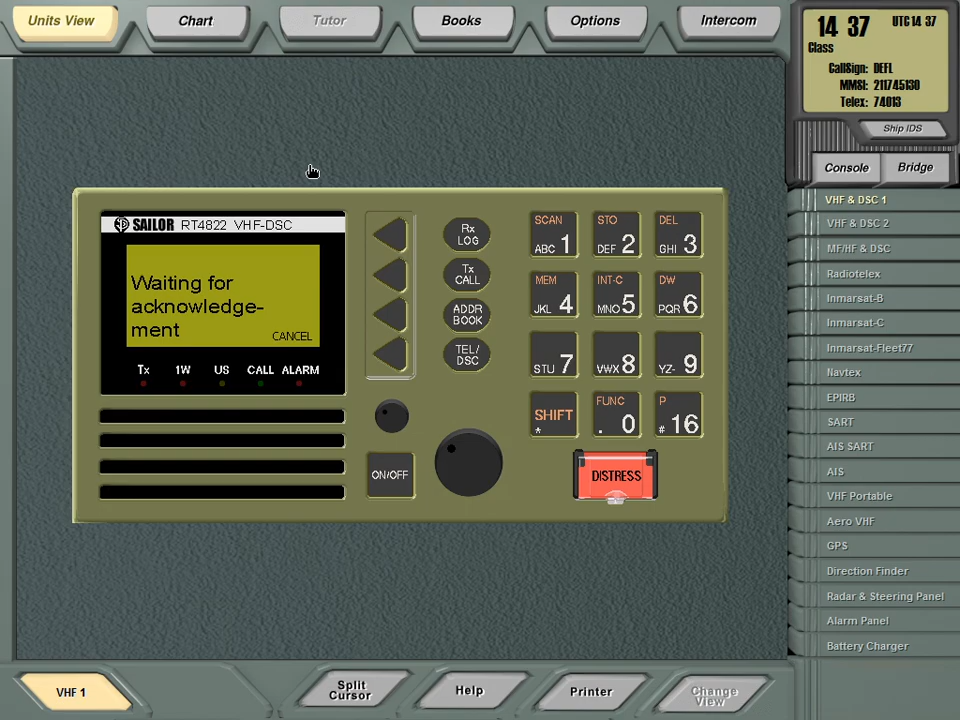 Units View
Chart
Tutor
Books
Options
Intercom
14 37
UTC 14 37
Class
CallSign: DEFL
MMSI: 211745130
Telex: 74013
Ship IDS
Console
Bridge
VHF & DSC 1
VHF & DSC 2
MF/HF & DSC
Radiotelex
Inmarsat-B
Inmarsat-C
Inmarsat-Fleet77
Navtex
EPIRB
SART
AIS SART
AIS
VHF Portable
Aero VHF
GPS
Direction Finder
Radar & Steering Panel
Alarm Panel
Battery Charger
SAILOR RT4822 VHF-DSC
Waiting for
acknowledge-
ment
CANCEL
Tx 1W US CALL ALARM
Rx
LOG
Tx
CALL
ADDR
BOOK
TEL/
DSC
ON/OFF
SCAN
ABC 1
STO
DEF 2
DEL
GHI 3
MEM
JKL 4
INT-C
MNO 5
DW
PQR 6
STU 7
VWX 8
YZ- 9
SHIFT
*
FUNC
. 0
P
# 16
DISTRESS
VHF 1
Split
Cursor
Help
Printer
Change
View